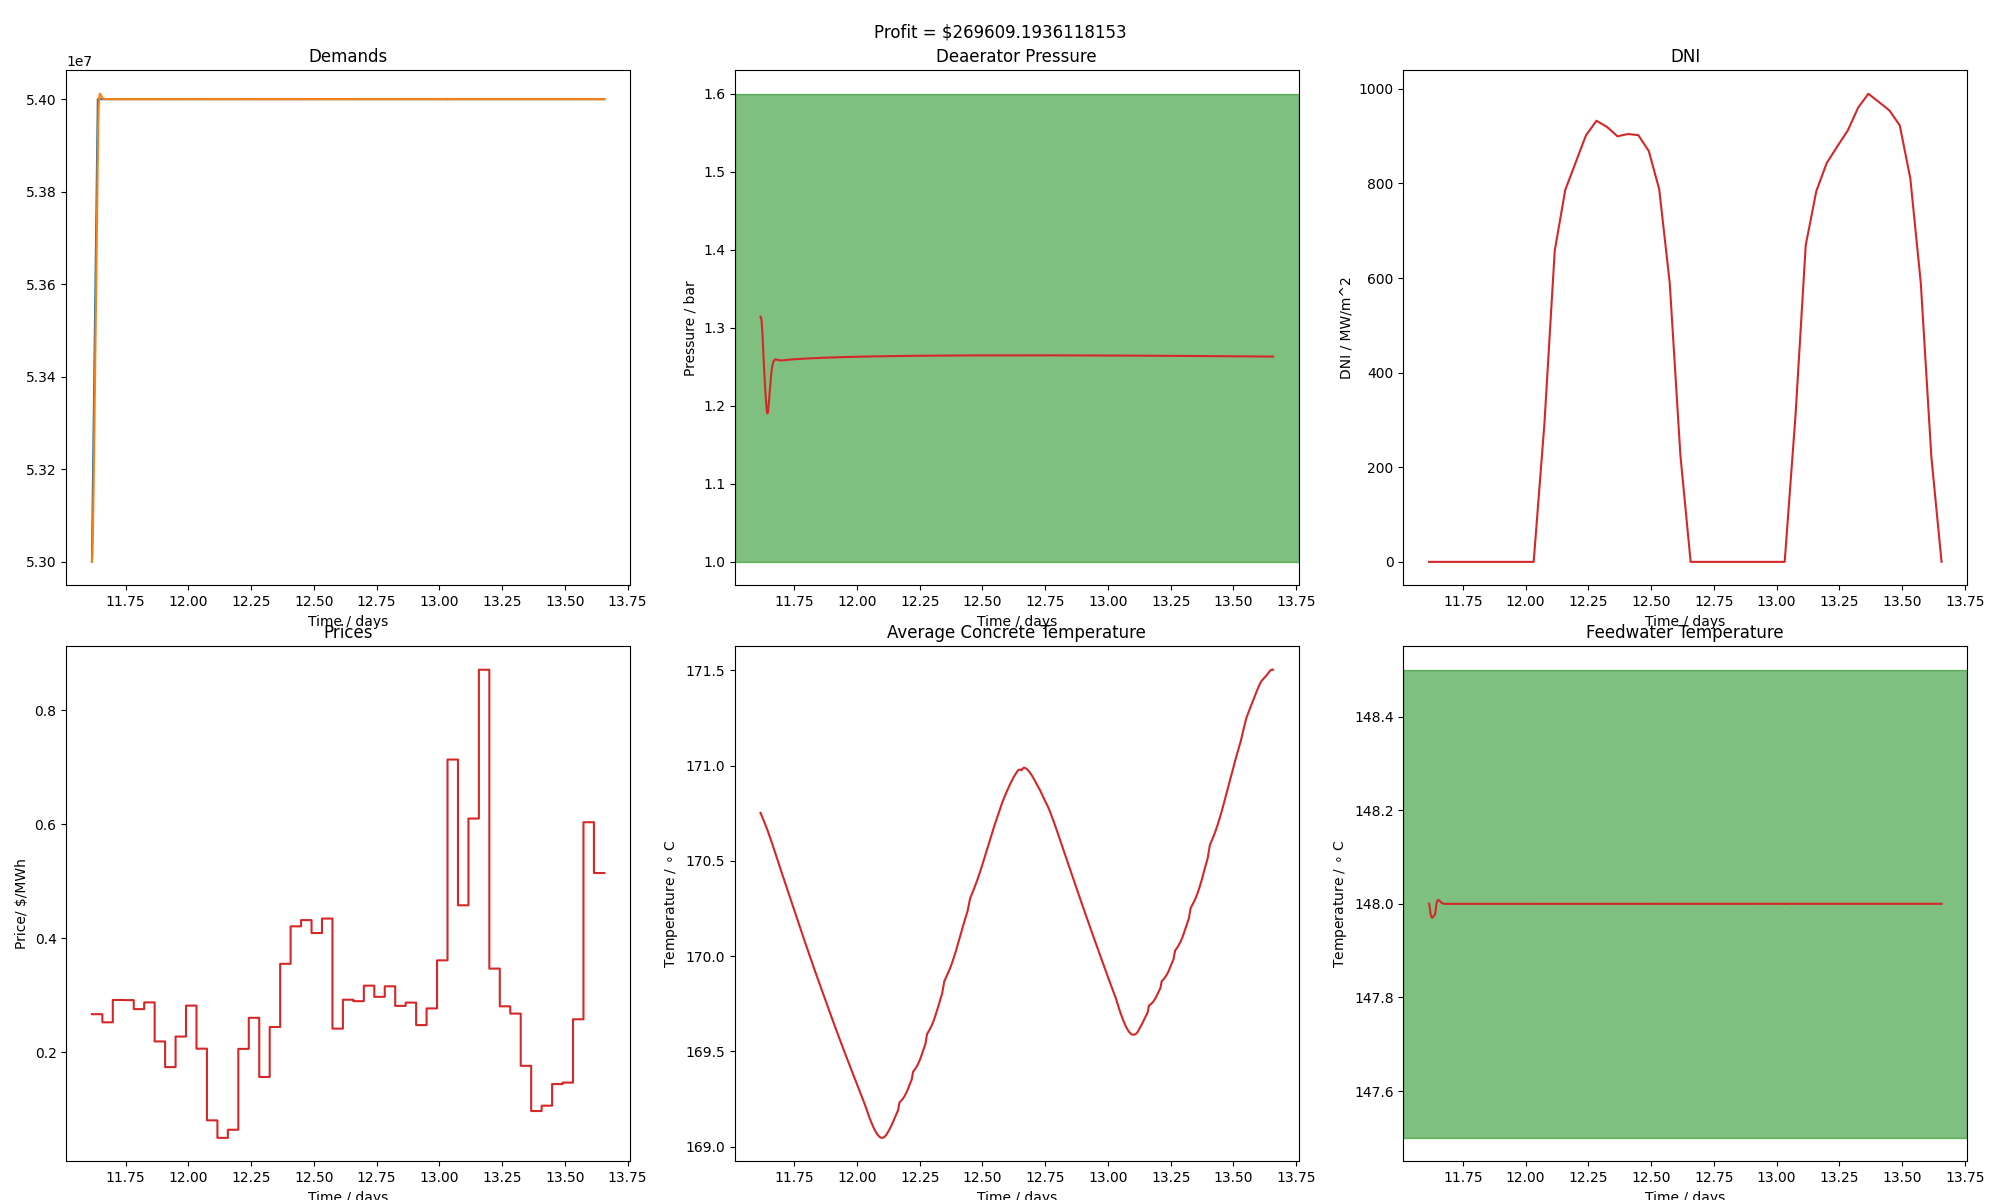 Profit = $269609.1936118153
Demands
Deaerator Pressure
DNI
1e7
5.40
5.38
5.36
5.34
5.32
5.30
11.75 12.00 12.25 12.50 12.75 13.00 13.25 13.50 13.75
Time / days
Pressure / bar
1.6
1.5
1.4
1.3
1.2
1.1
1.0
11.75 12.00 12.25 12.50 12.75 13.00 13.25 13.50 13.75
Time / days
DNI / MW/m^2
1000
800
600
400
200
0
11.75 12.00 12.25 12.50 12.75 13.00 13.25 13.50 13.75
Time / days
Prices
Price/ $/MWh
0.8
0.6
0.4
0.2
11.75 12.00 12.25 12.50 12.75 13.00 13.25 13.50 13.75
Time / days
Average Concrete Temperature
Temperature / ∘ C
171.5
171.0
170.5
170.0
169.5
169.0
11.75 12.00 12.25 12.50 12.75 13.00 13.25 13.50 13.75
Time / days
Feedwater Temperature
Temperature / ∘ C
148.4
148.2
148.0
147.8
147.6
11.75 12.00 12.25 12.50 12.75 13.00 13.25 13.50 13.75
Time / days